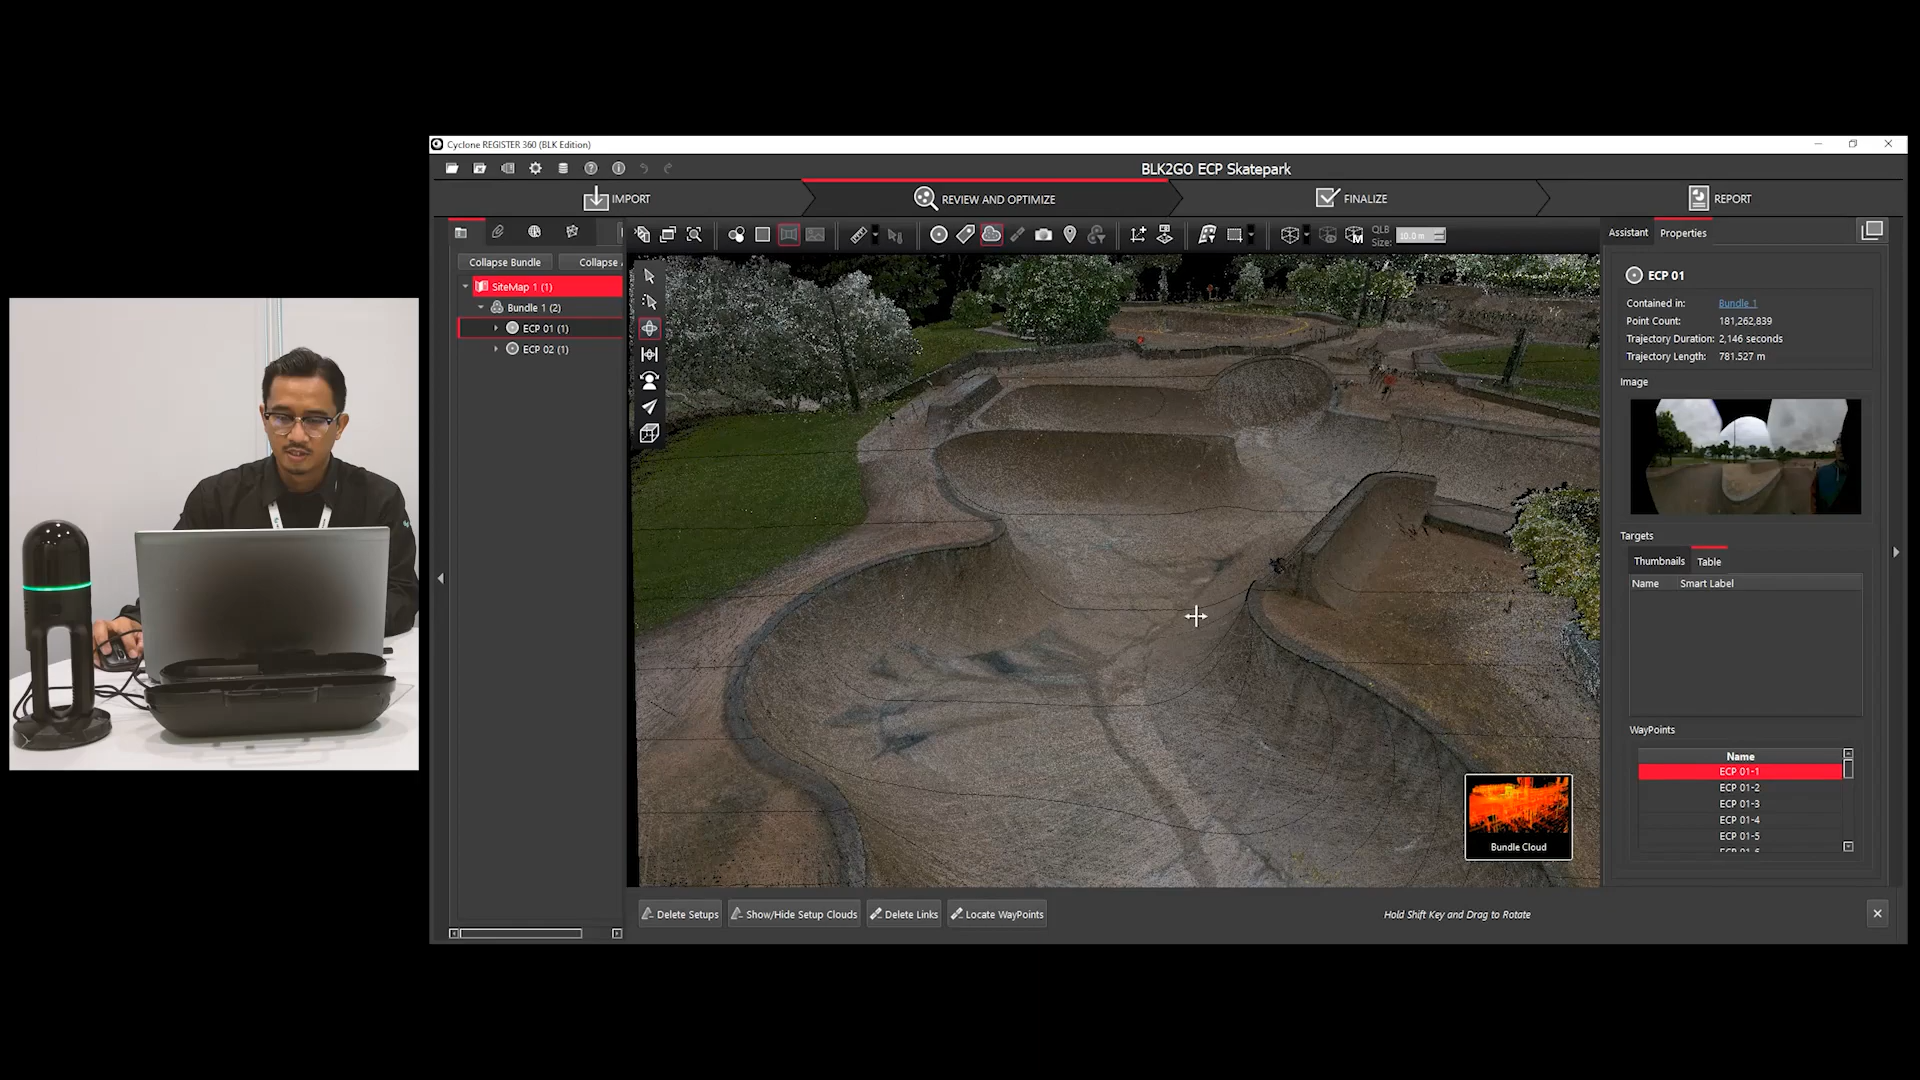 Cyclone REGISTER 360 (BLK Edition)
BLK2GO ECP Skatepark
IMPORT
REVIEW AND OPTIMIZE
FINALIZE
REPORT
QLB
Size:
10.0 m
Assistant
Properties
Collapse Bundle
Collapse
SiteMap 1 (1)
Bundle 1 (2)
ECP 01 (1)
ECP 02 (1)
ECP 01
Contained in: Bundle 1
Point Count: 181,262,839
Trajectory Duration: 2,146 seconds
Trajectory Length: 781.527 m
Image
Targets
Thumbnails
Table
Name
Smart Label
WayPoints
Name
ECP 01-1
ECP 01-2
ECP 01-3
ECP 01-4
ECP 01-5
Bundle Cloud
Delete Setups
Show/Hide Setup Clouds
Delete Links
Locate WayPoints
Hold Shift Key and Drag to Rotate